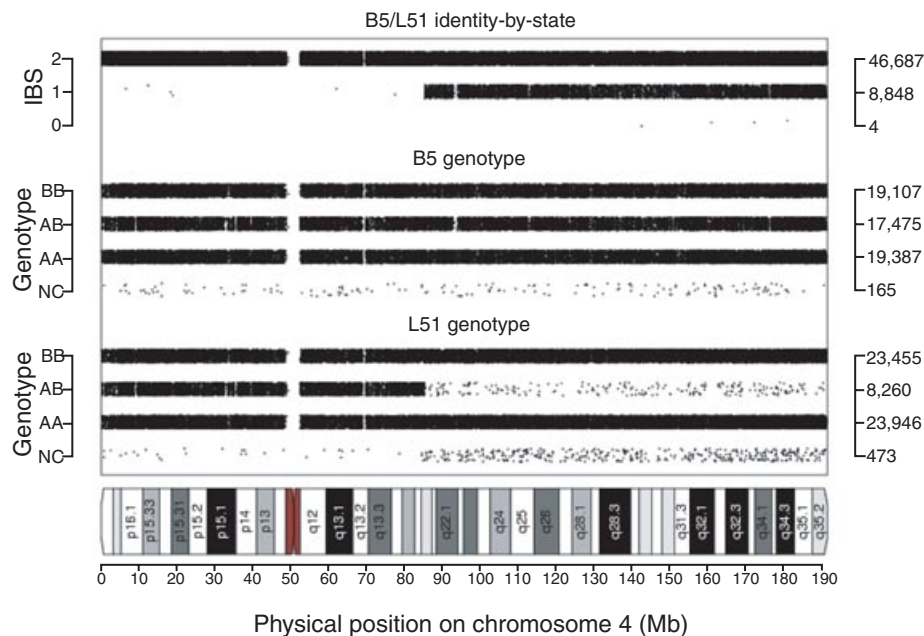 B5/L51 identity-by-state
IBS
2
1
0
46,687
8,848
4
B5 genotype
Genotype
BB
AB
AA
NC
19,107
17,475
19,387
165
L51 genotype
Genotype
BB
AB
AA
NC
23,455
8,260
23,946
473
p16.1 p15.33 p15.31 p15.2 p15.1 p14 p13 q12 q13.1 q13.2 q13.3 q22.1 q24 q25 q26 q28.1 q28.3 q31.3 q32.1 q32.3 q34.1 q34.3 q35.1 q35.2
0 10 20 30 40 50 60 70 80 90 100 110 120 130 140 150 160 170 180 190
Physical position on chromosome 4 (Mb)